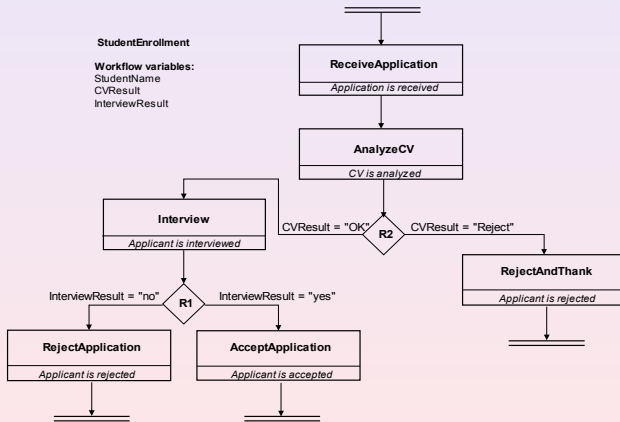 StudentEnrollment
Workflow variables:
StudentName
CVResult
InterviewResult
ReceiveApplication
Application is received
AnalyzeCV
CV is analyzed
Interview
Applicant is interviewed
CVResult = "OK"
R2
CVResult = "Reject"
RejectAndThank
Applicant is rejected
InterviewResult = "no"
R1
InterviewResult = "yes"
RejectApplication
Applicant is rejected
AcceptApplication
Applicant is accepted